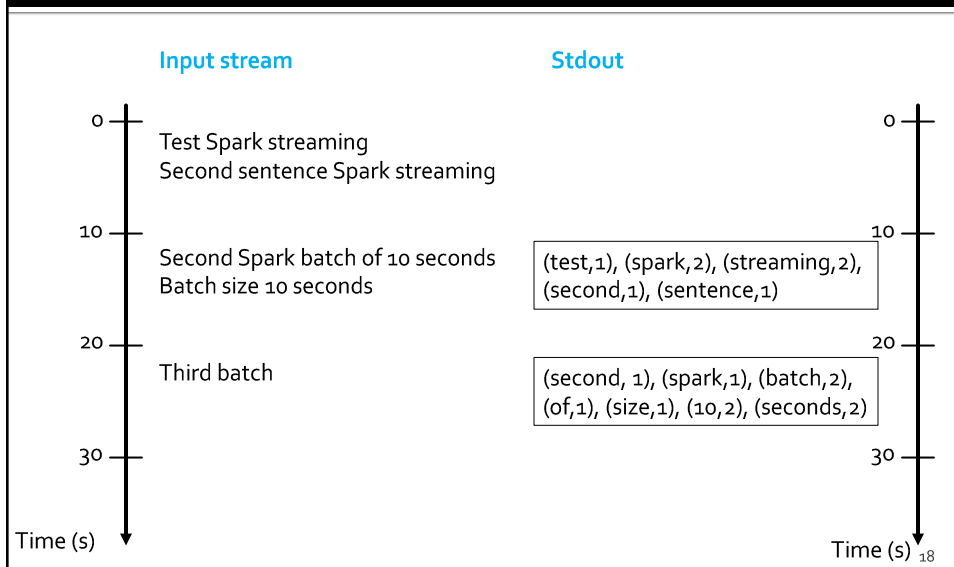 Input stream
Stdout
0
0
Test Spark streaming
Second sentence Spark streaming
10
10
Second Spark batch of 10 seconds
Batch size 10 seconds
(test,1), (spark,2), (streaming,2),
(second,1), (sentence,1)
20
20
Third batch
(second, 1), (spark,1), (batch,2),
(of,1), (size,1), (10,2), (seconds,2)
30
30
Time (s)
Time (s)
18